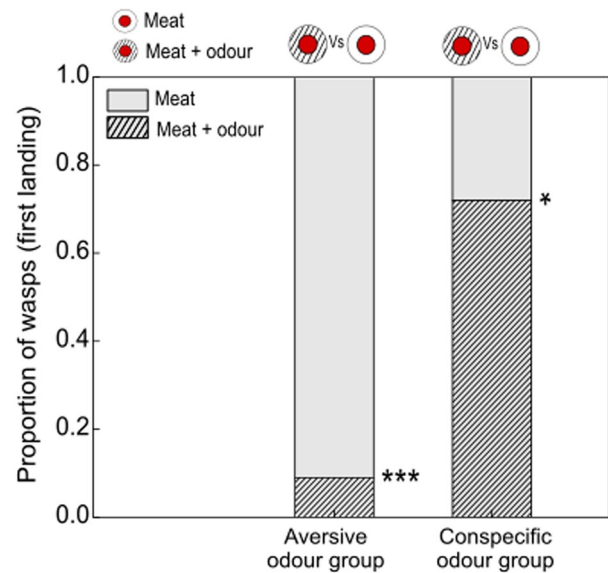 Meat
Meat + odour
Vs
Vs
Meat
Meat + odour
1.0
0.8
0.6
0.4
0.2
0.0
Proportion of wasps (first landing)
*
***
Aversive
odour group
Conspecific
odour group